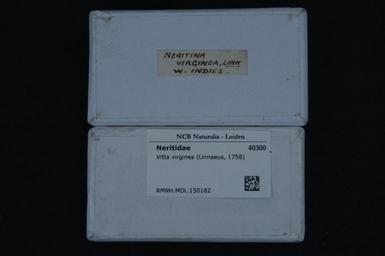 NERITINA
VIRGINEA, LINN
W. INDIES.
NCB Naturalis - Leiden
Neritidae 40300
Vitta virginea (Linnaeus, 1758)
RMNH.MOL.150182